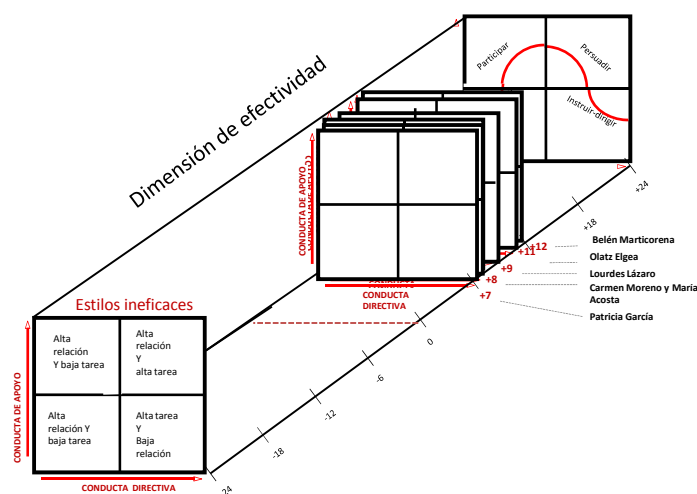 Participar
Persuadir
Instruir-dirigir
Dimensión de efectividad
+24
+18
CONDUCTA DE APOYO
+12
+11
+9
+8
+7
Belén Marticorena
Olatz Elgea
Lourdes Lázaro
Carmen Moreno y María
Acosta
Patricia García
CONDUCTA
DIRECTIVA
0
-6
-12
-18
-24
Estilos ineficaces
Alta
relación
Y baja tarea
Alta
relación
Y
alta tarea
Alta
relación Y
baja tarea
Alta tarea
Y
Baja
relación
CONDUCTA DE APOYO
CONDUCTA DIRECTIVA